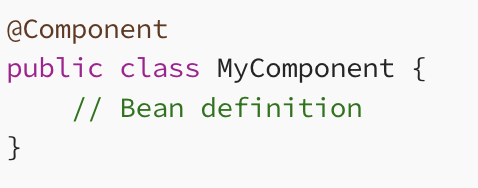 @Component
public class MyComponent {
    // Bean definition
}